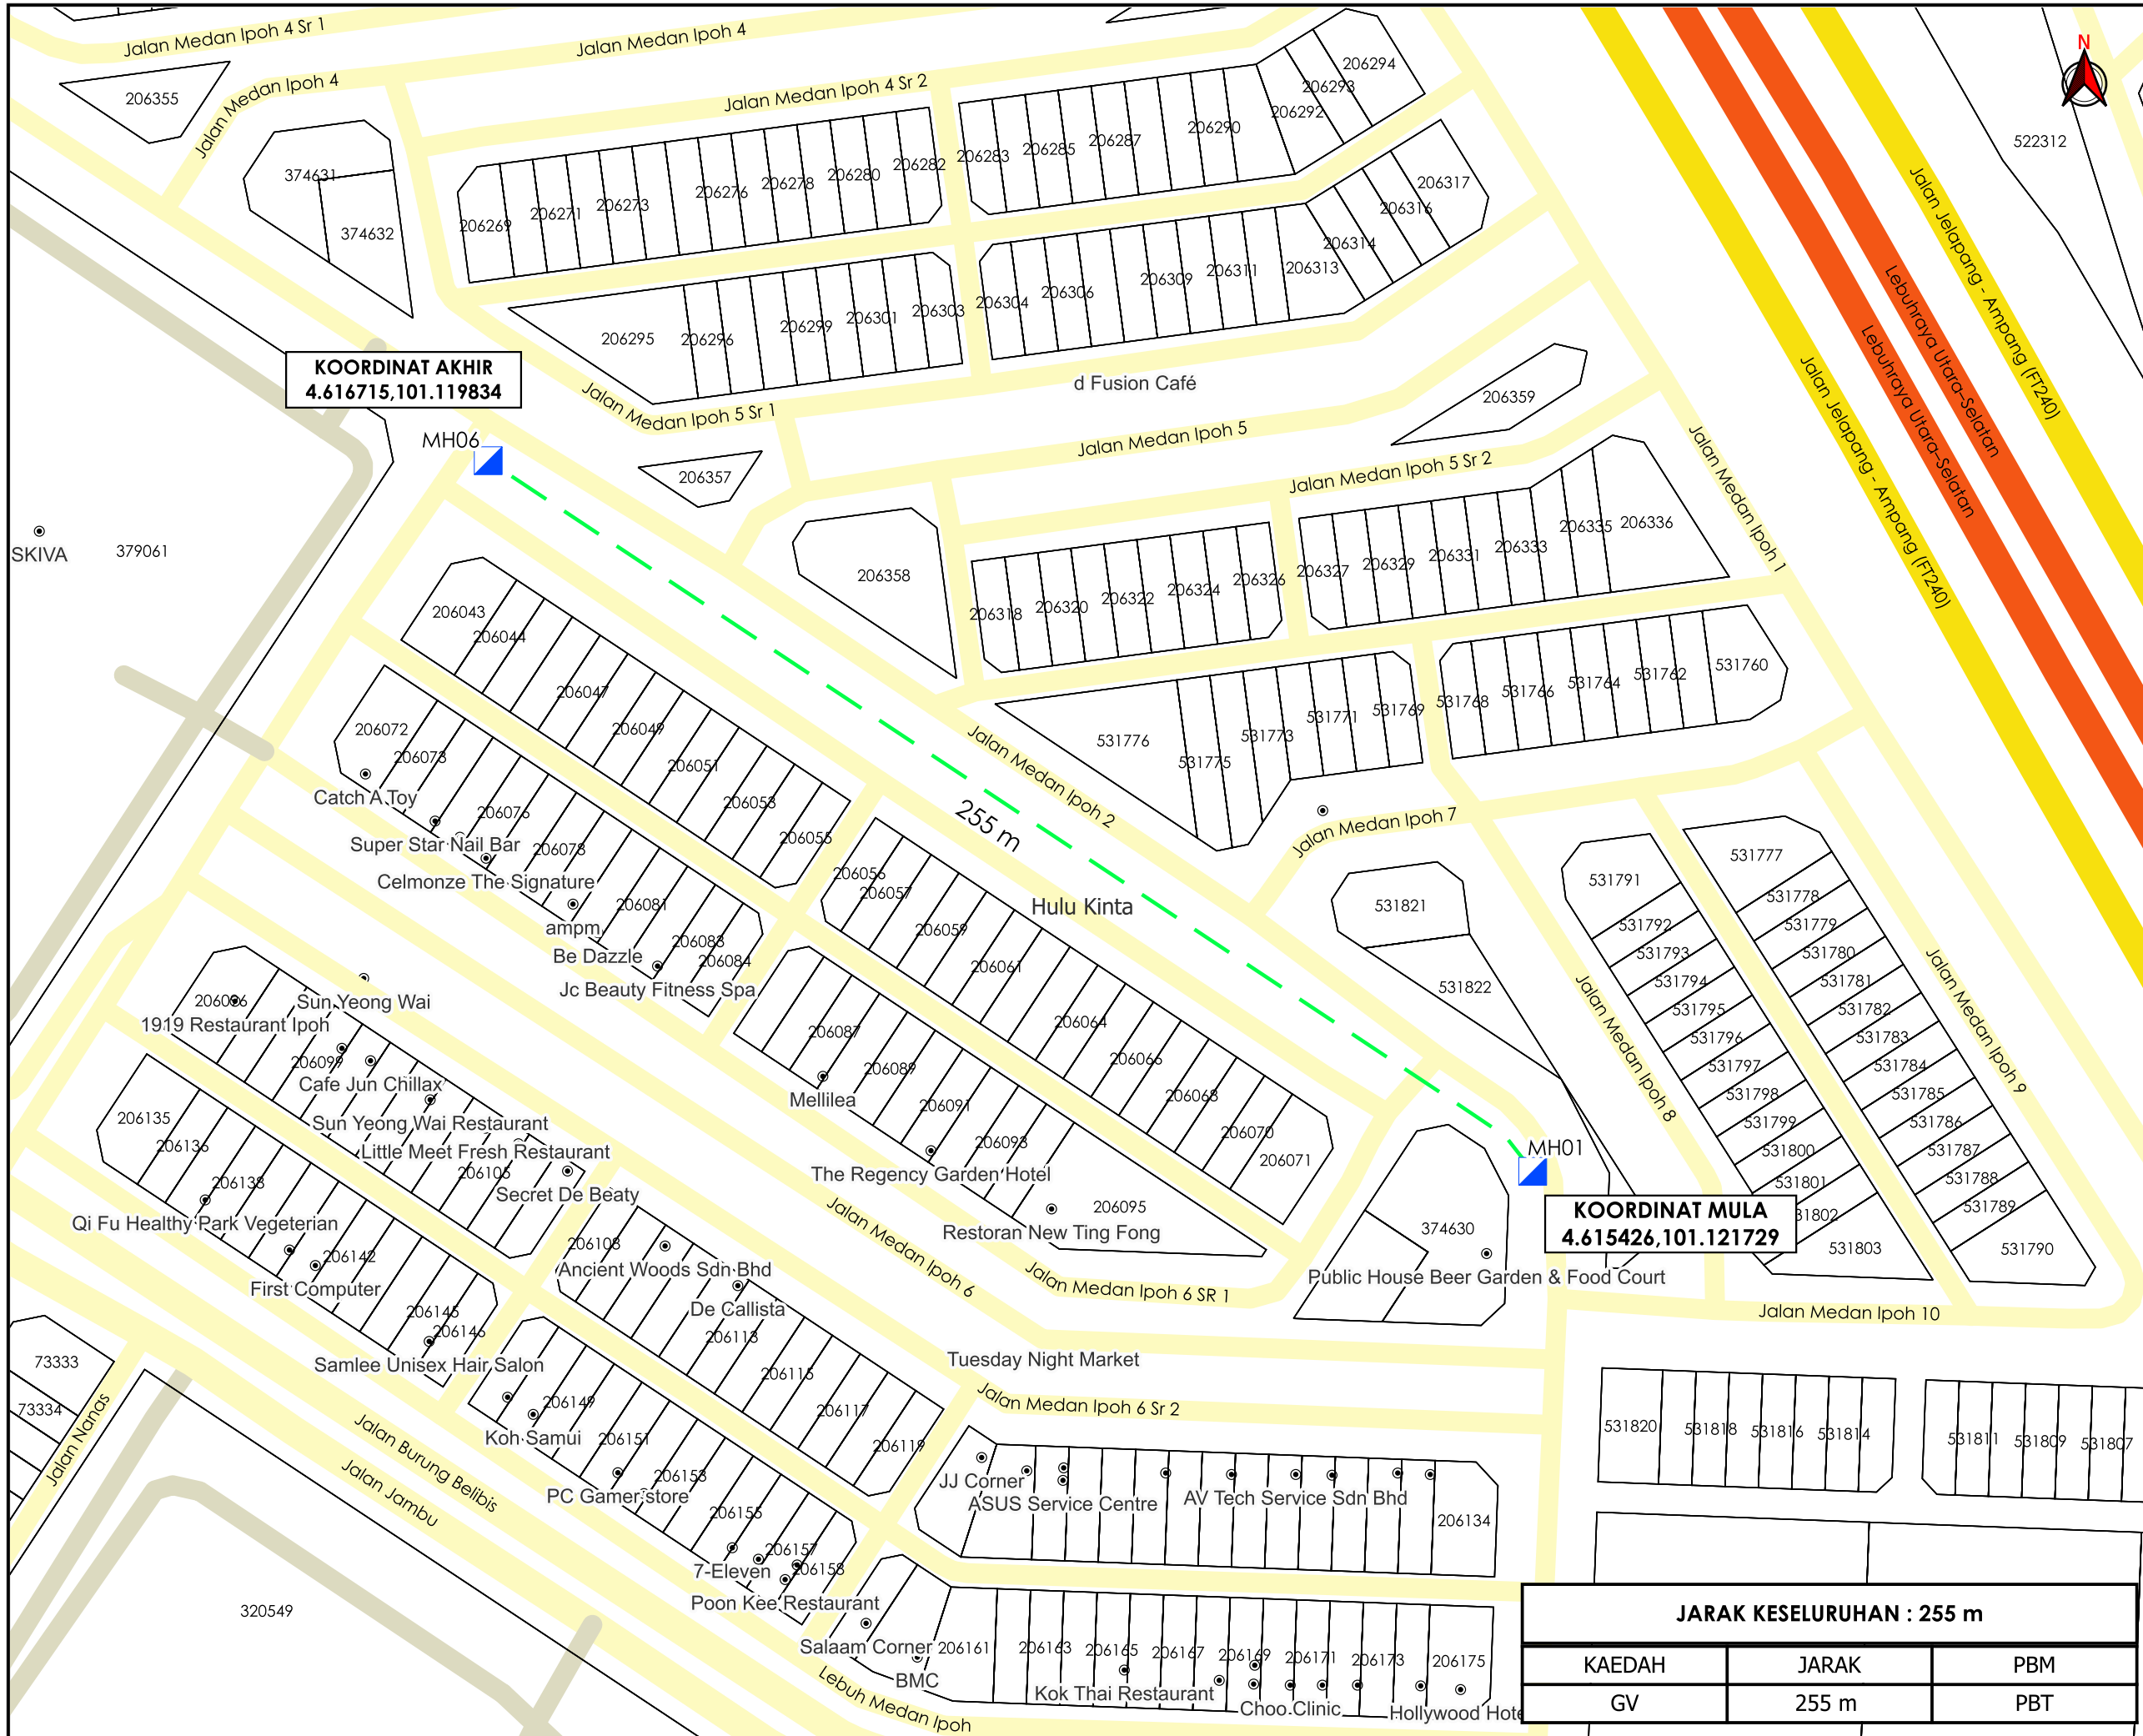 Jalan Medan Ipoh 4 Sr 1
Jalan Medan Ipoh 4
Jalan Medan Ipoh 4
Jalan Medan Ipoh 4 Sr 2
N
206355
374631
374632
206269
206271
206273
206276
206278
206280
206282
206283
206285
206287
206290
206292
206293
206294
522312
206295
206296
206299
206301
206303
206304
206306
206309
206311
206313
206314
206316
206317
Jalan Jelapang - Ampang (FT240)
Lebuhraya Utara-Selatan
Lebuhraya Utara-Selatan
Jalan Jelapang - Ampang (FT240)
KOORDINAT AKHIR
4.616715,101.119834
MH06
Jalan Medan Ipoh 5 Sr 1
d Fusion Café
Jalan Medan Ipoh 5
206359
206357
Jalan Medan Ipoh 5 Sr 2
Jalan Medan Ipoh 1
SKIVA
379061
206358
206318
206320
206322
206324
206326
206327
206329
206331
206333
206335
206336
206043
206044
206047
206049
206051
206053
206055
206072
206073
206076
206078
206081
206083
206084
Catch A Toy
Super Star Nail Bar
Celmonze The Signature
ampm
Be Dazzle
Jc Beauty Fitness Spa
531776
531775
531773
531771
531769
531768
531766
531764
531762
531760
Jalan Medan Ipoh 2
255 m
Jalan Medan Ipoh 7
Hulu Kinta
206056
206057
206059
206061
206064
206066
206068
206070
206071
206087
206089
206091
206093
206095
Mellilea
The Regency Garden Hotel
Restoran New Ting Fong
531821
531822
531791
531792
531793
531794
531795
531796
531797
531798
531799
531800
531801
531803
531777
531778
531779
531780
531781
531782
531783
531784
531785
531786
531787
531788
531789
531790
Jalan Medan Ipoh 8
Jalan Medan Ipoh 9
Sun Yeong Wai
1919 Restaurant Ipoh
206099
Cafe Jun Chillax
Sun Yeong Wai Restaurant
Little Meet Fresh Restaurant
206105
Secret De Beaty
206135
206136
206138
Qi Fu Healthy Park Vegeterian
206142
First Computer
206145
206146
Samlee Unisex Hair Salon
MH01
KOORDINAT MULA
4.615426,101.121729
374630
Public House Beer Garden & Food Court
Jalan Medan Ipoh 10
Jalan Medan Ipoh 6
Jalan Medan Ipoh 6 SR 1
206108
Ancient Woods Sdn Bhd
De Callista
206113
206115
206117
206119
Tuesday Night Market
Jalan Medan Ipoh 6 Sr 2
73333
73334
Jalan Nanas
Jalan Burung Belibis
Jalan Jambu
206149
Koh Samui
206151
206153
PC Gamer store
206155
206157
206158
7-Eleven
Poon Kee Restaurant
JJ Corner
ASUS Service Centre
AV Tech Service Sdn Bhd
206134
531820
531818
531816
531814
531811
531809
531807
320549
Salaam Corner
BMC
Lebuh Medan Ipoh
206161
206163
206165
206167
206169
206171
206173
206175
Kok Thai Restaurant
Choo Clinic
JARAK KESELURUHAN : 255 m
KAEDAH
JARAK
PBM
GV
255 m
PBT